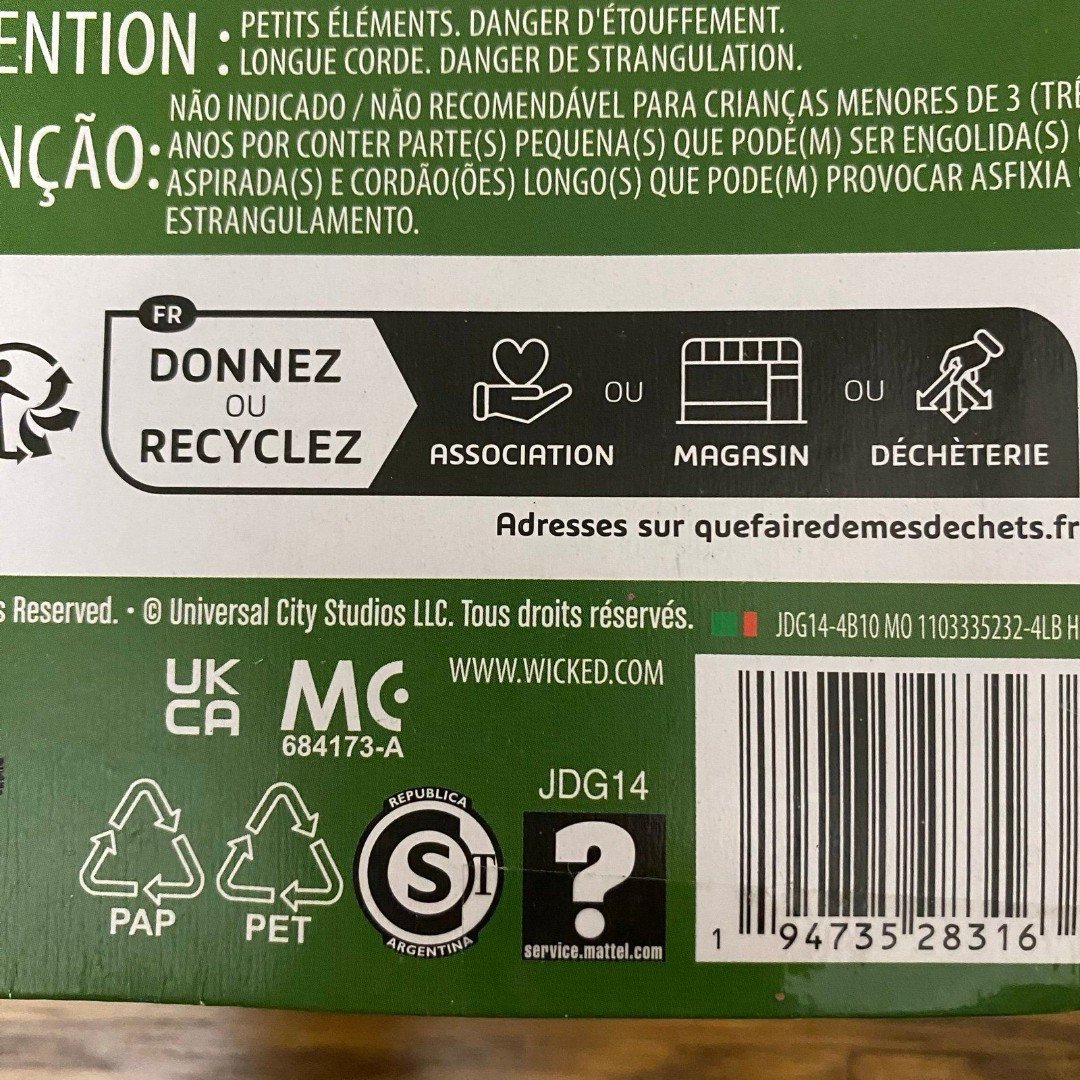 ENTION : PETITS ÉLÉMENTS. DANGER D'ÉTOUFFEMENT.
LONGUE CORDE. DANGER DE STRANGULATION.
NÇÃO: NÃO INDICADO / NÃO RECOMENDÁVEL PARA CRIANÇAS MENORES DE 3 (TRÊ
ANOS POR CONTER PARTE(S) PEQUENA(S) QUE PODE(M) SER ENGOLIDA(S)
ASPIRADA(S) E CORDÃO(ÕES) LONGO(S) QUE PODE(M) PROVOCAR ASFIXIA
ESTRANGULAMENTO.
FR
DONNEZ
OU
RECYCLEZ
ASSOCIATION
OU
MAGASIN
OU
DÉCHÈTERIE
Adresses sur quefairedemesdechets.fr
s Reserved. • © Universal City Studios LLC. Tous droits réservés.
JDG14-4B10 MO 1103335232-4LB H
UK
CA
MC
684173-A
WWW.WICKED.COM
JDG14
PAP
PET
REPUBLICA
S
T
ARGENTINA
?
service.mattel.com
1 94735 28316